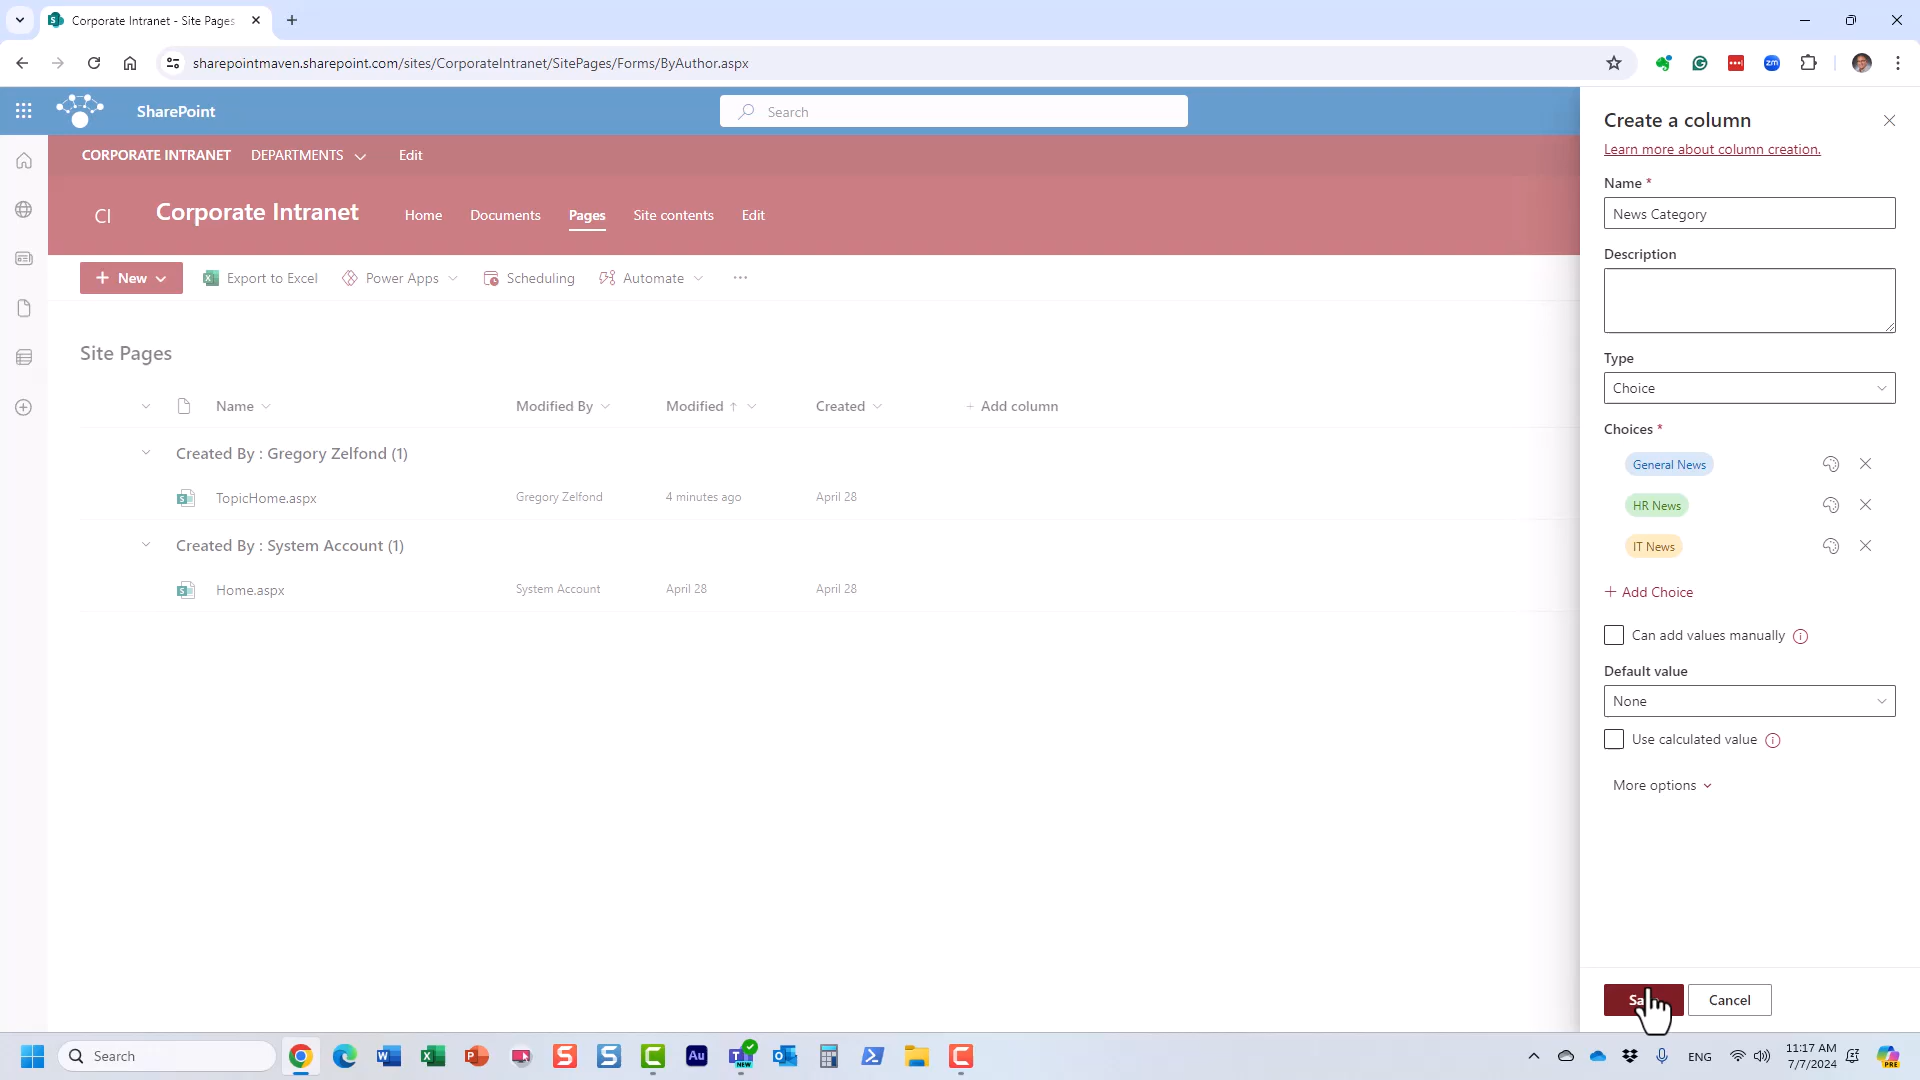 Corporate Intranet - Site Pages
sharepointmaven.sharepoint.com/sites/CorporateIntranet/SitePages/Forms/ByAuthor.aspx
SharePoint
Search
CORPORATE INTRANET DEPARTMENTS Edit
CI Corporate Intranet Home Documents Pages Site contents Edit
+ New Export to Excel Power Apps Scheduling Automate ...
Site Pages
Name Modified By Modified ↑ Created + Add column
Created By : Gregory Zelfond (1)
TopicHome.aspx Gregory Zelfond 4 minutes ago April 28
Created By : System Account (1)
Home.aspx System Account April 28 April 28
Create a column
Learn more about column creation.
Name *
News Category
Description
Type
Choice
Choices *
General News
HR News
IT News
+ Add Choice
Can add values manually
Default value
None
Use calculated value
More options
Cancel
Search
ENG
11:17 AM
7/7/2024